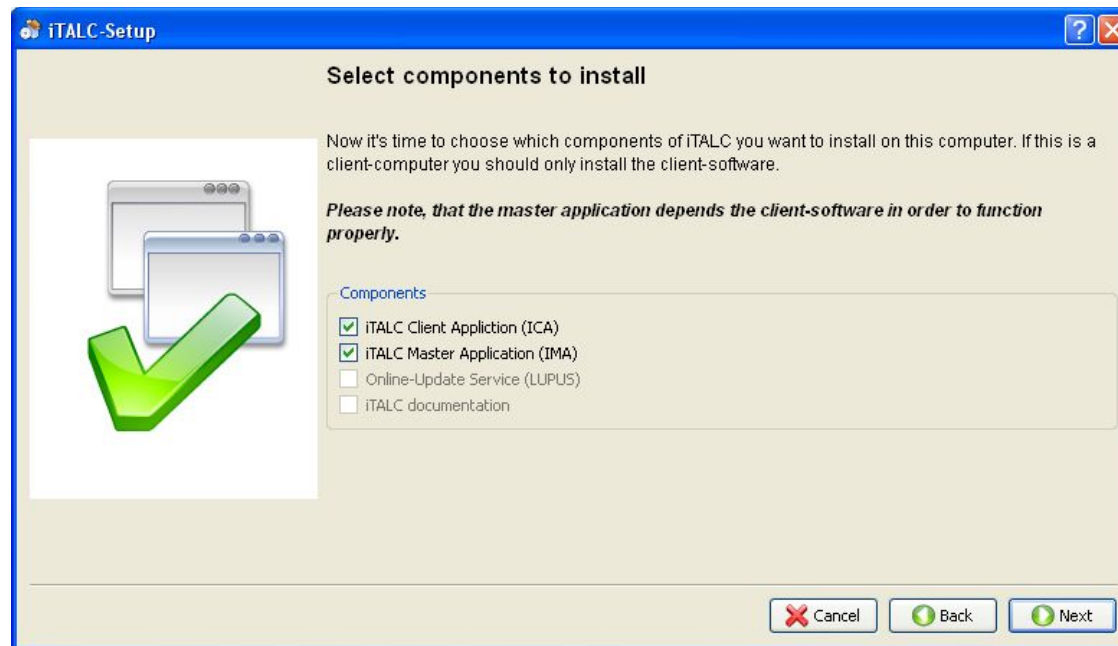 iTALC-Setup
Select components to install
Now it's time to choose which components of iTALC you want to install on this computer. If this is a
client-computer you should only install the client-software.
Please note, that the master application depends the client-software in order to function
properly.
Components
iTALC Client Appliction (ICA)
iTALC Master Application (IMA)
Online-Update Service (LUPUS)
iTALC documentation
Cancel
Back
Next